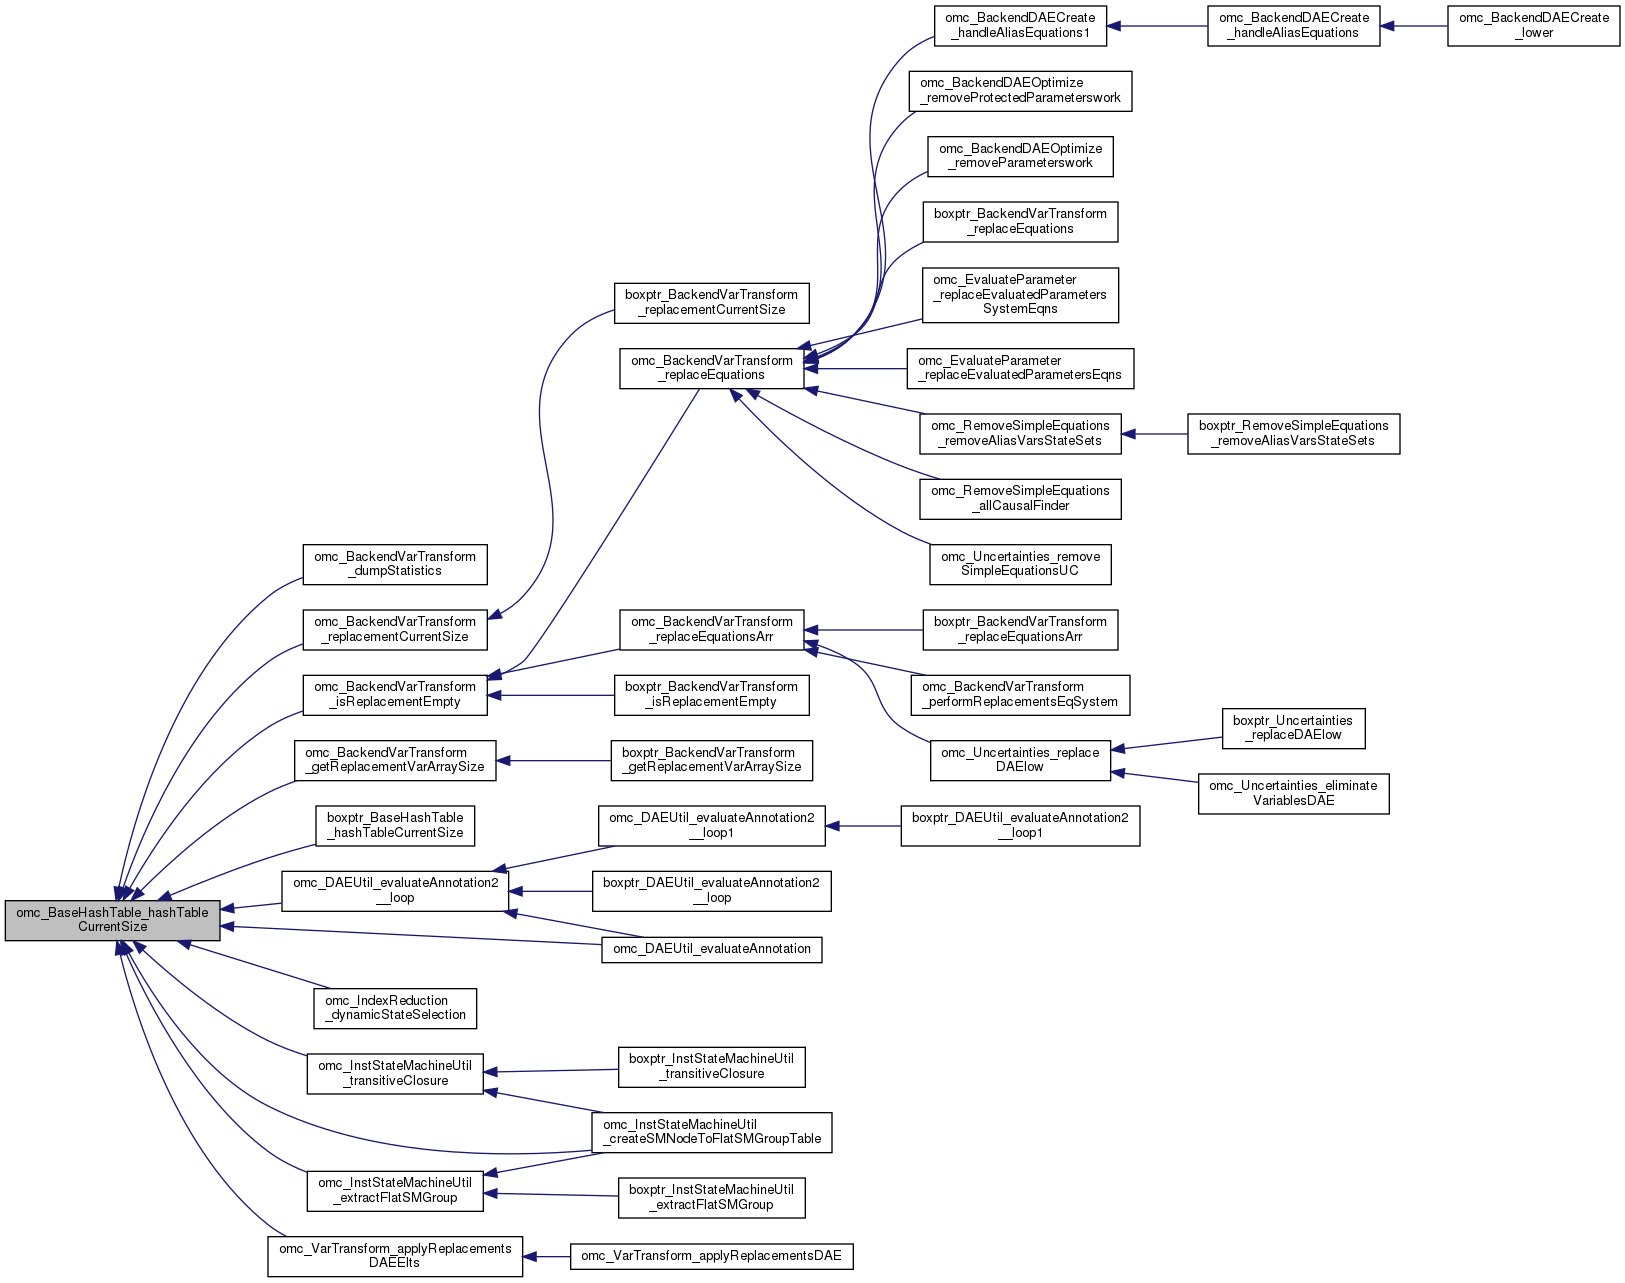 omc_BackendDAECreate
_handleAliasEquations1
omc_BackendDAECreate
_handleAliasEquations
omc_BackendDAECreate
_lower
omc_BackendDAEOptimize
_removeProtectedParameterswork
omc_BackendDAEOptimize
_removeParameterswork
boxptr_BackendVarTransform
_replaceEquations
omc_EvaluateParameter
_replaceEvaluatedParameters
SystemEqns
boxptr_BackendVarTransform
_replacementCurrentSize
omc_BackendVarTransform
_replaceEquations
omc_EvaluateParameter
_replaceEvaluatedParametersEqns
omc_RemoveSimpleEquations
_removeAliasVarsStateSets
boxptr_RemoveSimpleEquations
_removeAliasVarsStateSets
omc_RemoveSimpleEquations
_allCausalFinder
omc_Uncertainties_remove
SimpleEquationsUC
omc_BackendVarTransform
_dumpStatistics
omc_BackendVarTransform
_replacementCurrentSize
omc_BackendVarTransform
_replaceEquationsArr
boxptr_BackendVarTransform
_replaceEquationsArr
omc_BackendVarTransform
_isReplacementEmpty
boxptr_BackendVarTransform
_isReplacementEmpty
omc_BackendVarTransform
_performReplacementsEqSystem
boxptr_Uncertainties
_replaceDAElow
omc_BackendVarTransform
_getReplacementVarArraySize
boxptr_BackendVarTransform
_getReplacementVarArraySize
omc_Uncertainties_replace
DAElow
omc_Uncertainties_eliminate
VariablesDAE
boxptr_BaseHashTable
_hashTableCurrentSize
omc_DAEUtil_evaluateAnnotation2
__loop1
boxptr_DAEUtil_evaluateAnnotation2
__loop1
omc_DAEUtil_evaluateAnnotation2
__loop
boxptr_DAEUtil_evaluateAnnotation2
__loop
omc_BaseHashTable_hashTable
CurrentSize
omc_DAEUtil_evaluateAnnotation
omc_IndexReduction
_dynamicStateSelection
omc_InstStateMachineUtil
_transitiveClosure
boxptr_InstStateMachineUtil
_transitiveClosure
omc_InstStateMachineUtil
_createSMNodeToFlatSMGroupTable
omc_InstStateMachineUtil
_extractFlatSMGroup
boxptr_InstStateMachineUtil
_extractFlatSMGroup
omc_VarTransform_applyReplacements
DAEElts
omc_VarTransform_applyReplacementsDAE